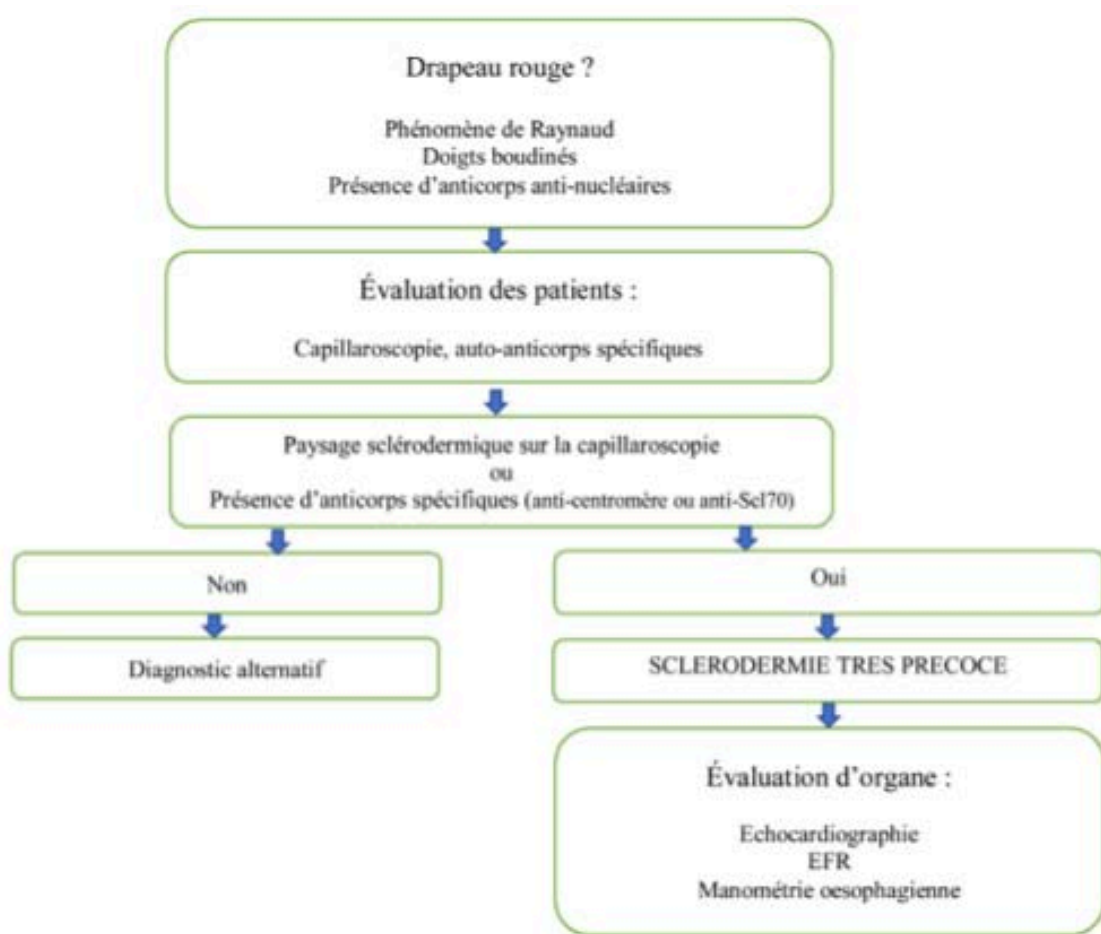 Drapeau rouge ?
Phénomène de Raynaud
Doigts boudinés
Présence d'anticorps anti-nucléaires
Évaluation des patients :
Capillaroscopie, auto-anticorps spécifiques
Paysage sclérodermique sur la capillaroscopie
ou
Présence d'anticorps spécifiques (anti-centromère ou anti-Scl70)
Non
Diagnostic alternatif
Oui
SCLERODERMIE TRES PRECOCE
Évaluation d'organe :
Echocardiographie
EFR
Manométrie oesophagienne